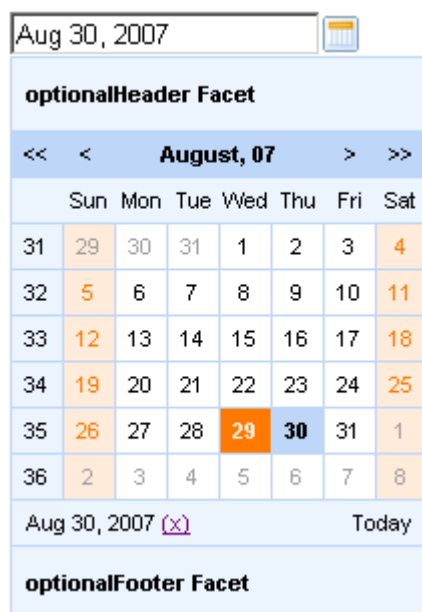 Aug 30, 2007
optionalHeader Facet
<< < August, 07 > >>
Sun Mon Tue Wed Thu Fri Sat
31 29 30 31 1 2 3 4
32 5 6 7 8 9 10 11
33 12 13 14 15 16 17 18
34 19 20 21 22 23 24 25
35 26 27 28 29 30 31 1
36 2 3 4 5 6 7 8
Aug 30, 2007 (x) Today
optionalFooter Facet